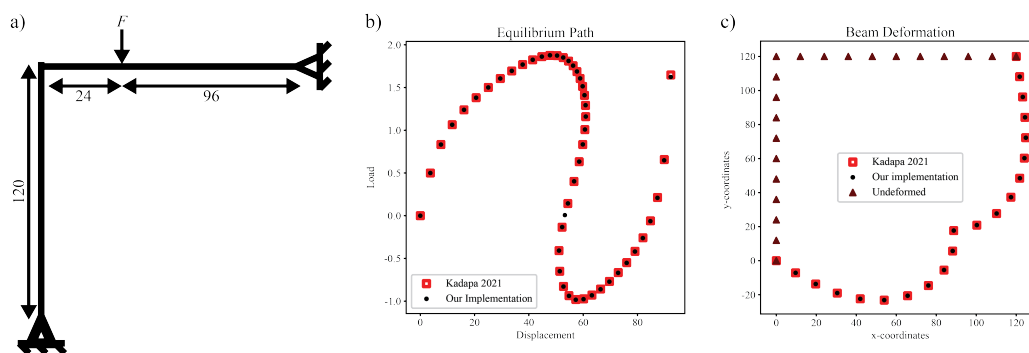 a)
F
24
96
120
b)
Equilibrium Path
2.0
1.5
1.0
0.5
0.0
-0.5
-1.0
Load
Kadapa 2021
Our Implementation
0
20
40
60
80
Displacement
c)
Beam Deformation
120
100
80
60
40
20
0
-20
y-coordinates
Kadapa 2021
Our implementation
Undeformed
0
20
40
60
80
100
120
x-coordinates